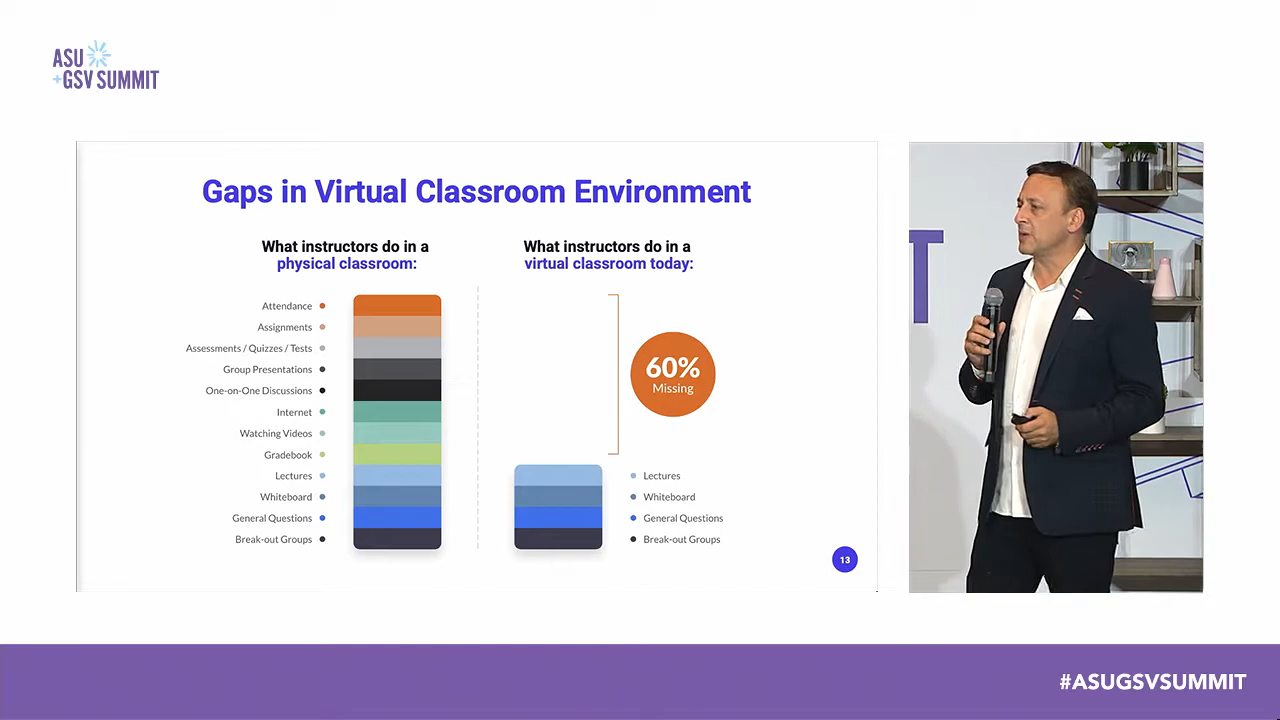 ASU
+GSV SUMMIT
Gaps in Virtual Classroom Environment
What instructors do in a
physical classroom:
Attendance
Assignments
Assessments / Quizzes / Tests
Group Presentations
One-on-One Discussions
Internet
Watching Videos
Gradebook
Lectures
Whiteboard
General Questions
Break-out Groups
What instructors do in a
virtual classroom today:
60%
Missing
Lectures
Whiteboard
General Questions
Break-out Groups
13
T
#ASUGSVSUMMIT